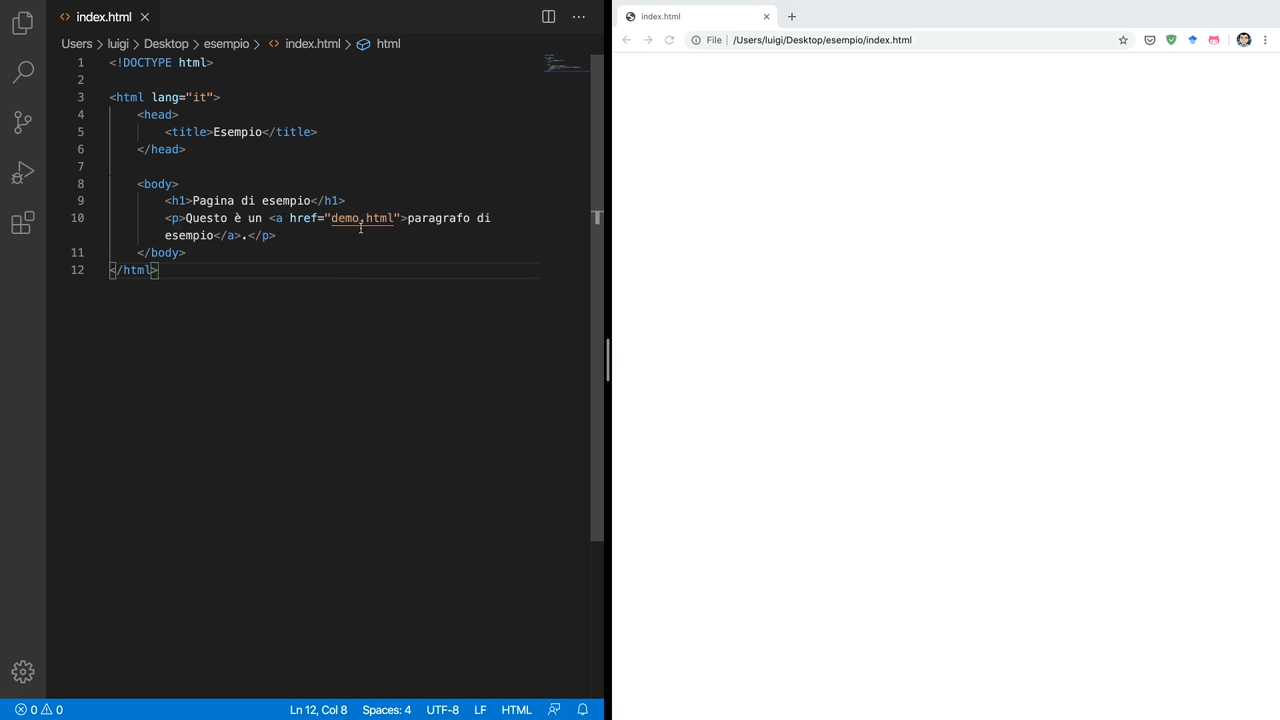 index.html
Users > luigi > Desktop > esempio > index.html > html
1 <!DOCTYPE html>
2
3 <html lang="it">
4 <head>
5 <title>Esempio</title>
6 </head>
7
8 <body>
9 <h1>Pagina di esempio</h1>
10 <p>Questo è un <a href="demo.html">paragrafo di
esempio</a>.</p>
11 </body>
12 </html>
0 0
Ln 12, Col 8
Spaces: 4
UTF-8
LF
HTML
index.html
File /Users/luigi/Desktop/esempio/index.html